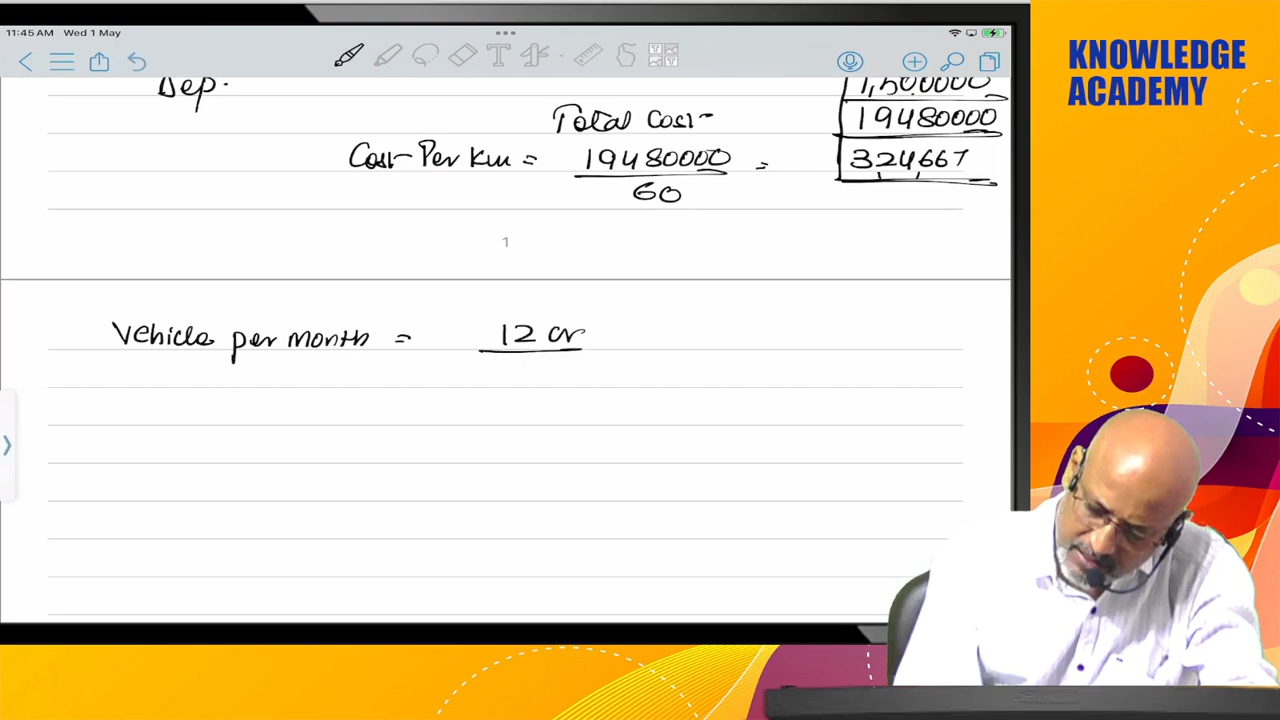 11:45 AM Wed 1 May
KNOWLEDGE
ACADEMY
Dep.
1,500000
Total Cost 19480000
Cost Per Km = 19480000 = 324667
60
1
Vehicle per month = 12 cr